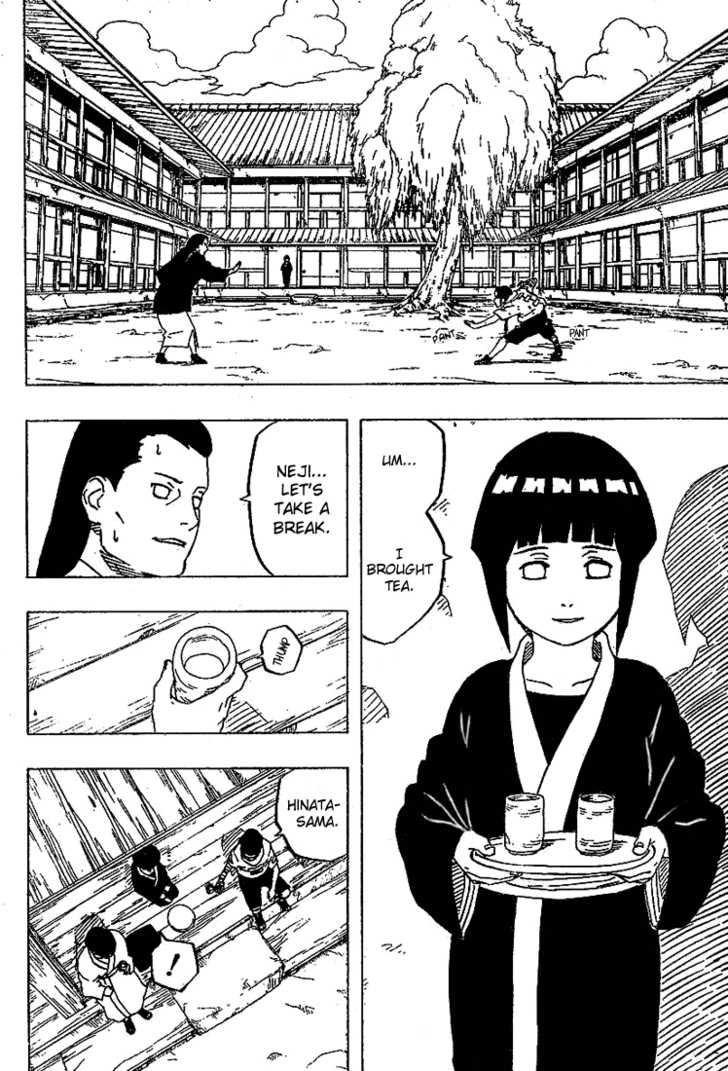 PANT
PANT
UM...
I
BROUGHT
TEA.
NEJI...
LET'S
TAKE A
BREAK.
THUMP
HINATA-
SAMA.
!